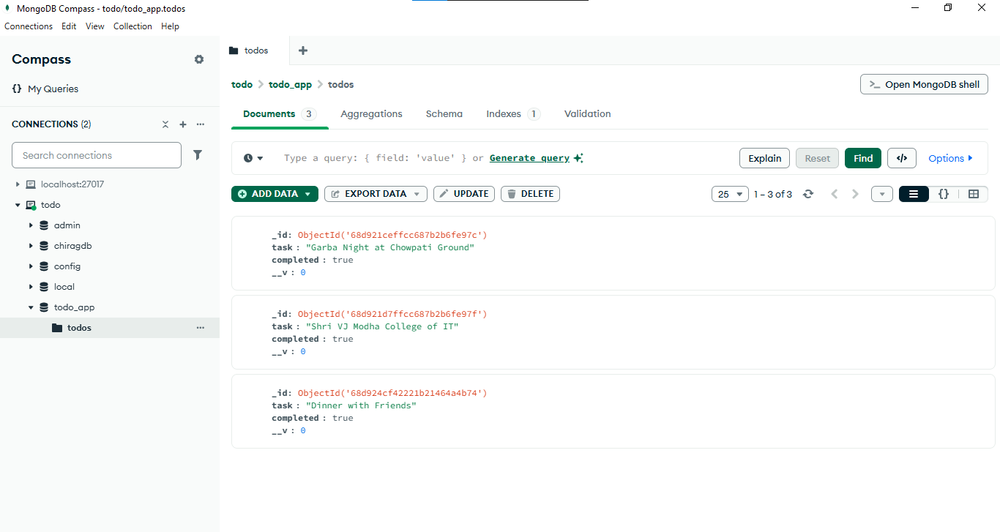 MongoDB Compass - todo/todo_app.todos
Connections Edit View Collection Help
Compass
{} My Queries
CONNECTIONS (2)
Search connections
localhost:27017
todo
admin
chiragdb
config
local
todo_app
todos
todos
todo > todo_app > todos
>_ Open MongoDB shell
Documents 3 Aggregations Schema Indexes 1 Validation
Type a query: { field: 'value' } or Generate query
Explain Reset Find </> Options
ADD DATA EXPORT DATA UPDATE DELETE
25 1 – 3 of 3 {}
_id: ObjectId('68d921ceffcc687b2b6fe97c')
task : "Garba Night at Chowpati Ground"
completed : true
__v : 0
_id: ObjectId('68d921d7ffcc687b2b6fe97f')
task : "Shri VJ Modha College of IT"
completed : true
__v : 0
_id: ObjectId('68d924cf42221b21464a4b74')
task : "Dinner with Friends"
completed : true
__v : 0